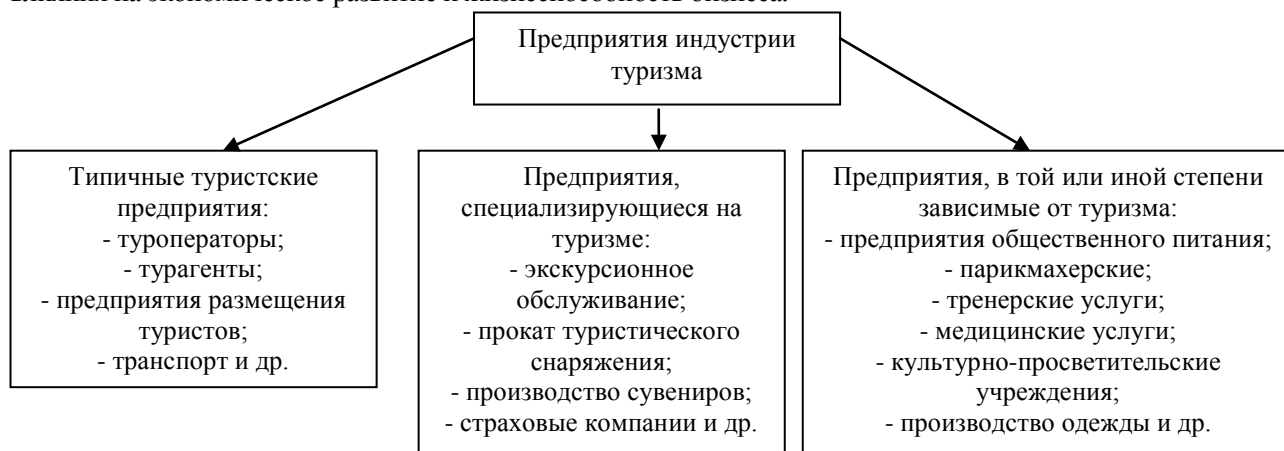 Предприятия индустрии
туризма
Типичные туристские
предприятия:
- туроператоры;
- турагенты;
- предприятия размещения
туристов;
- транспорт и др.
Предприятия,
специализирующиеся на
туризме:
- экскурсионное
обслуживание;
- прокат туристического
снаряжения;
- производство сувениров;
- страховые компании и др.
Предприятия, в той или иной степени
зависимые от туризма:
- предприятия общественного питания;
- парикмахерские;
- тренерские услуги;
- медицинские услуги;
- культурно-просветительские
учреждения;
- производство одежды и др.